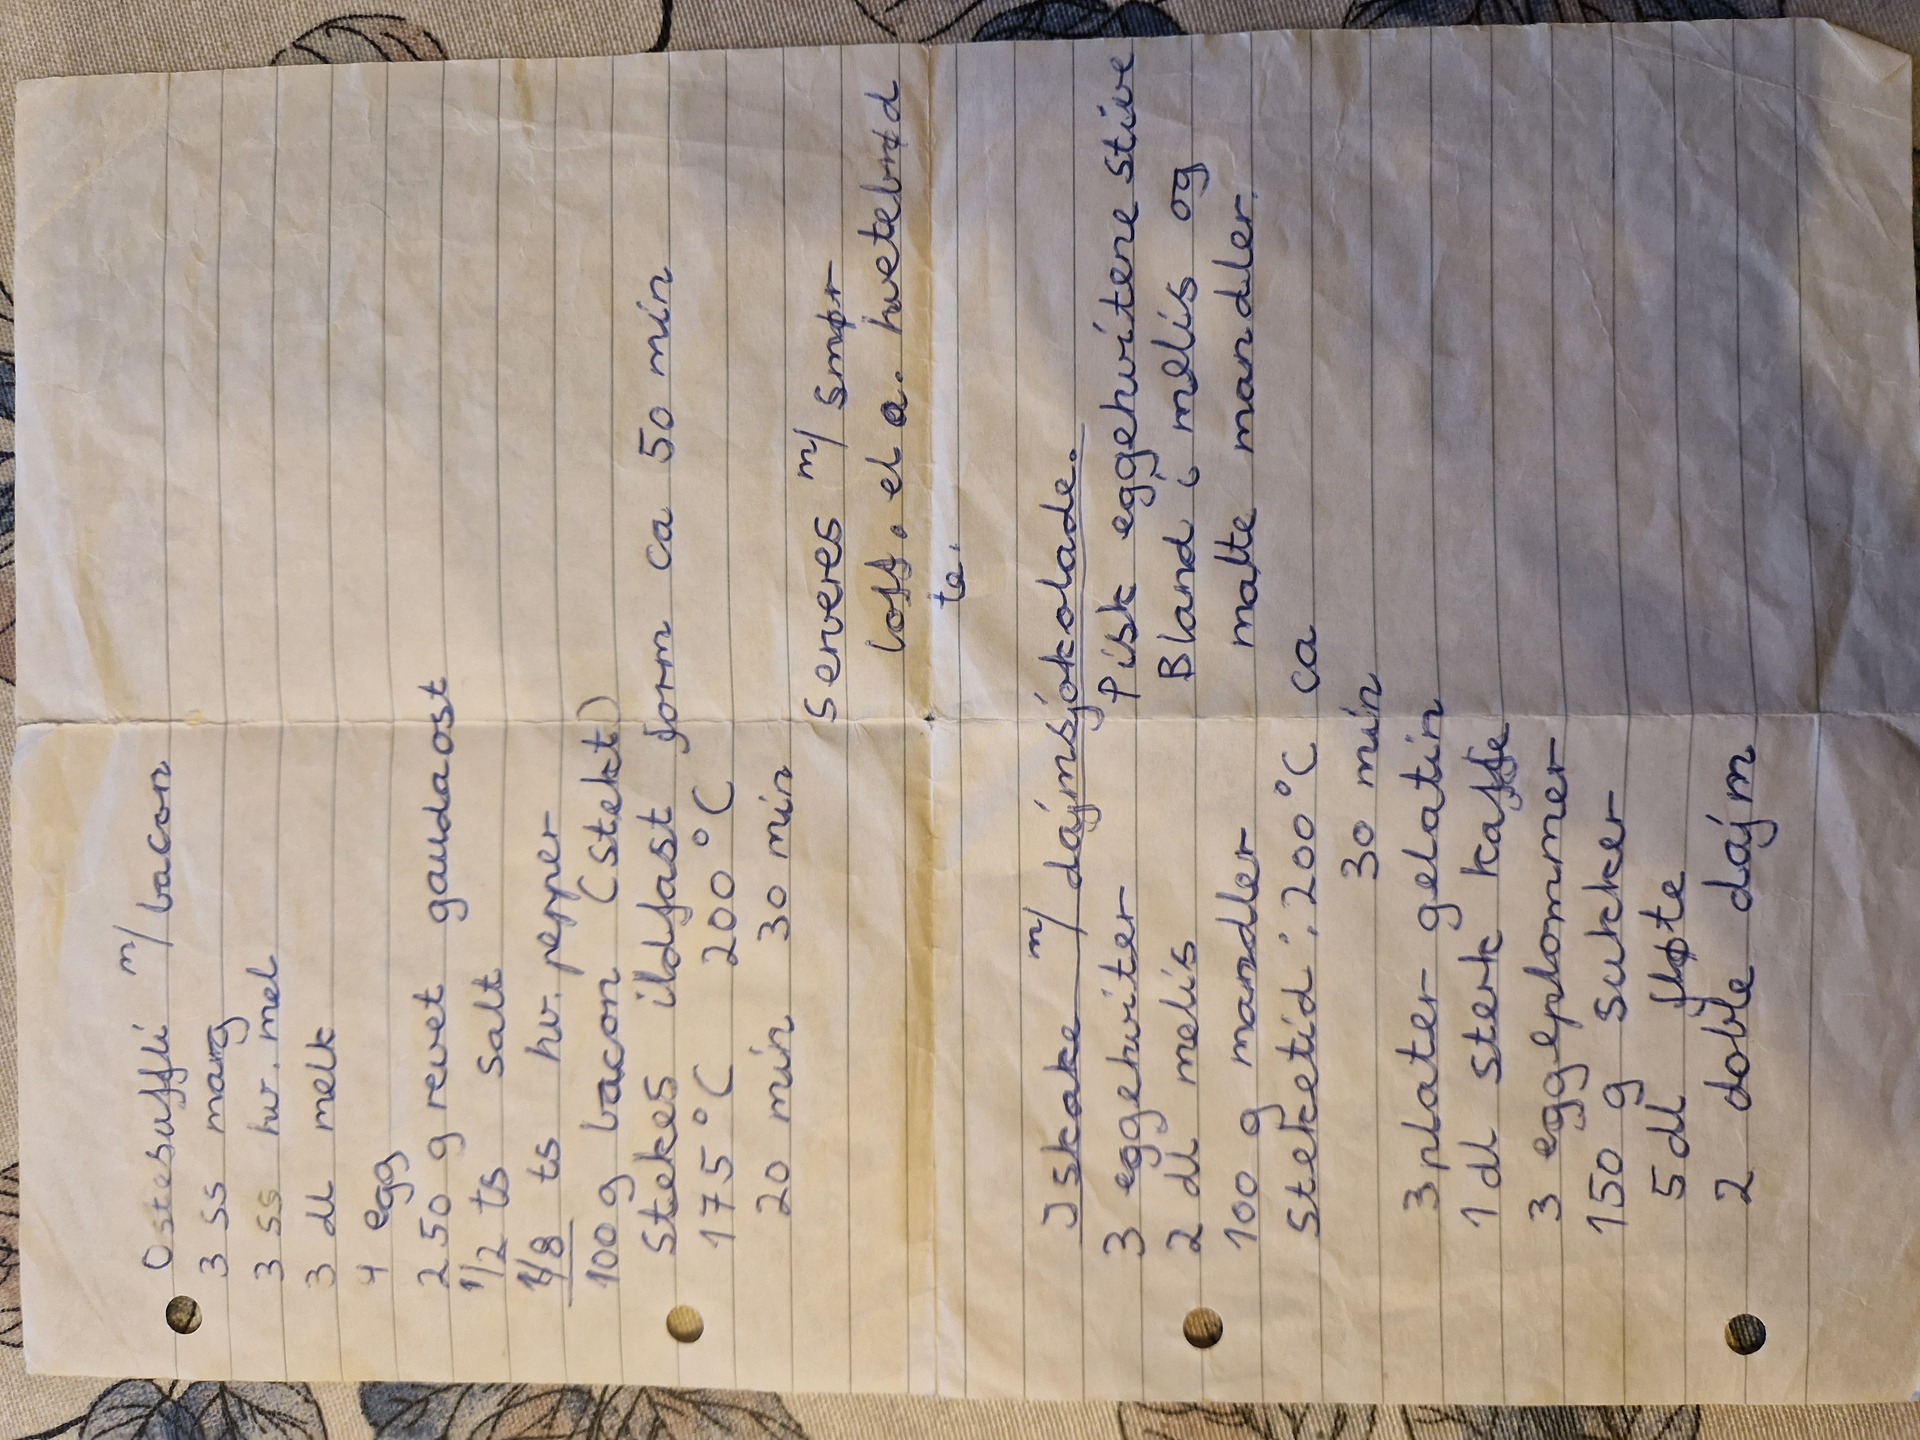 Ostesuffli m/ bacon
3 ss marg
3 ss hv. mel
3 dl melk
4 egg
250 g revet gaudaost
1/2 ts salt
1/8 ts hv. pepper
100 g bacon (stekt)
stekes ildfast form ca 50 min
175°C 200°C
20 min 30 min
Serveres m/ smør
loff. el a. hvetebrød
te.
Iskake m/ dajmsjokolade.
3 eggehviter
2 dl melis
100 g mandler
Pisk eggehvitene stive
Bland i melis og
malte mandler.
Steketid: 200°C ca
30 min
3 plater gelatin
1 dl sterk kaffe
3 eggeplommer
150 g sukker
5 dl fløte
2 doble dajm